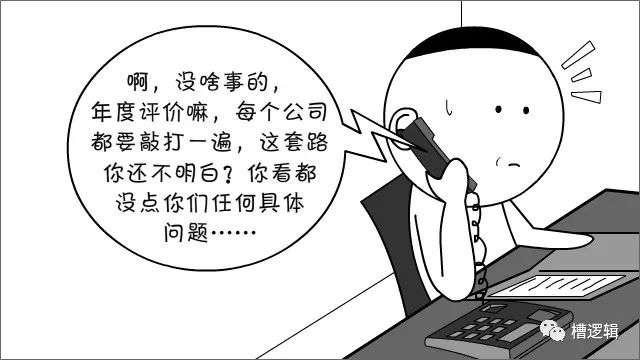 啊，没啥事的，
年度评价嘛，每个公司
都要敲打一遍，这套路
你还不明白？你看都
没点你们任何具体
问题……
槽逻辑